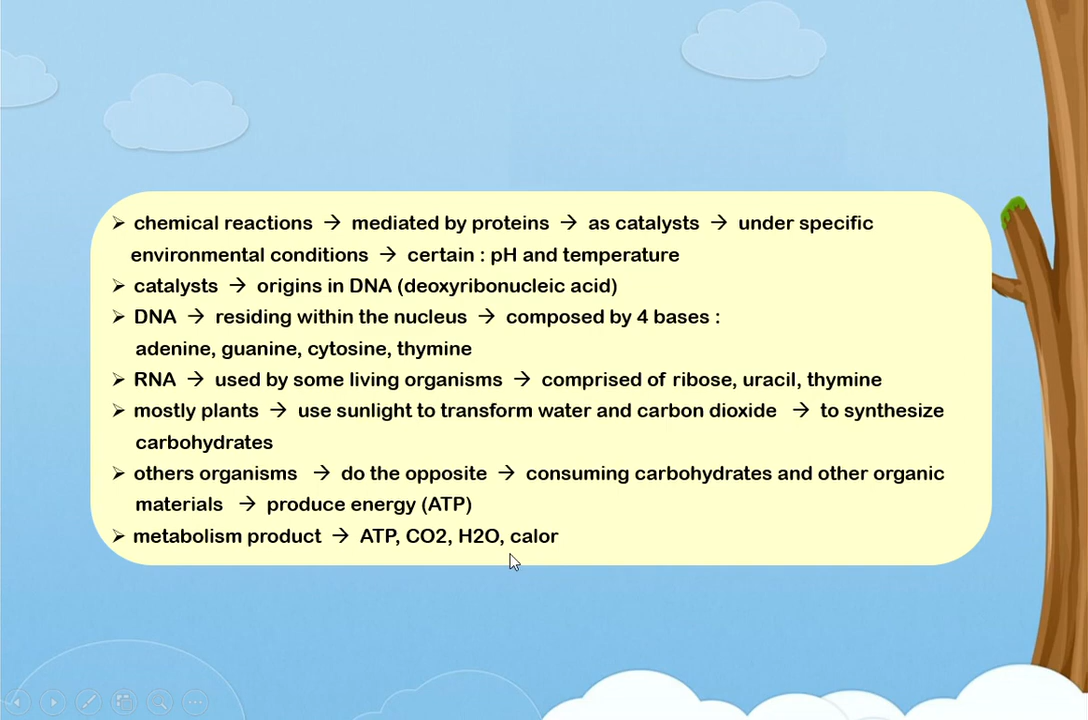 ➢ chemical reactions → mediated by proteins → as catalysts → under specific
environmental conditions → certain : pH and temperature
➢ catalysts → origins in DNA (deoxyribonucleic acid)
➢ DNA → residing within the nucleus → composed by 4 bases :
adenine, guanine, cytosine, thymine
➢ RNA → used by some living organisms → comprised of ribose, uracil, thymine
➢ mostly plants → use sunlight to transform water and carbon dioxide → to synthesize
carbohydrates
➢ others organisms → do the opposite → consuming carbohydrates and other organic
materials → produce energy (ATP)
➢ metabolism product → ATP, CO2, H2O, calor